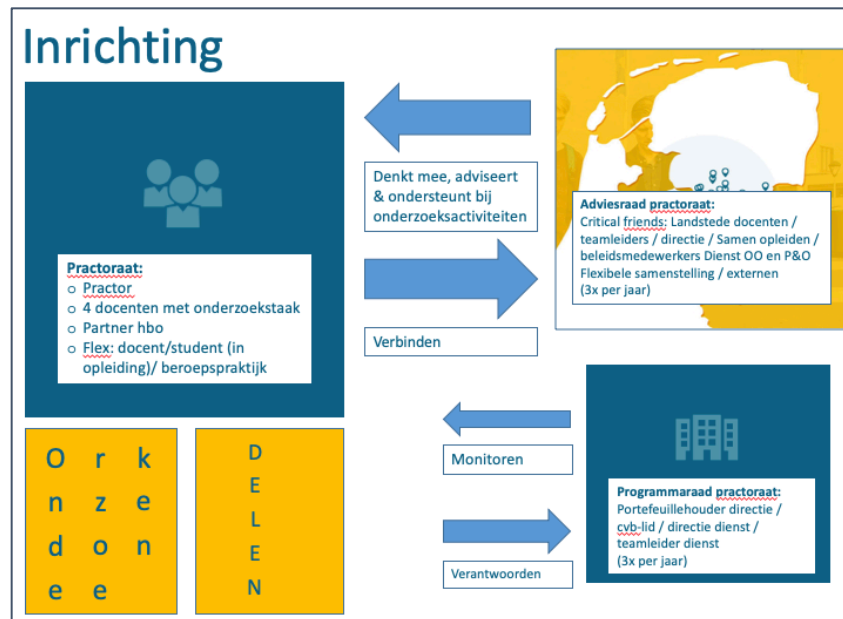 Inrichting
Denkt mee, adviseert
& ondersteunt bij
onderzoeksactiviteiten
Adviesraad practoraat:
Critical friends: Landstede docenten /
teamleiders / directie / Samen opleiden /
beleidsmedewerkers Dienst OO en P&O
Flexibele samenstelling / externen
(3x per jaar)
Practoraat:
o Practor
o 4 docenten met onderzoekstaak
o Partner hbo
o Flex: docent/student (in
opleiding)/ beroepspraktijk
Verbinden
Monitoren
Programmaraad practoraat:
Portefeuillehouder directie /
cvb-lid / directie dienst /
teamleider dienst
(3x per jaar)
Verantwoorden
O r k
n z e
d o n
e e
D
E
L
E
N